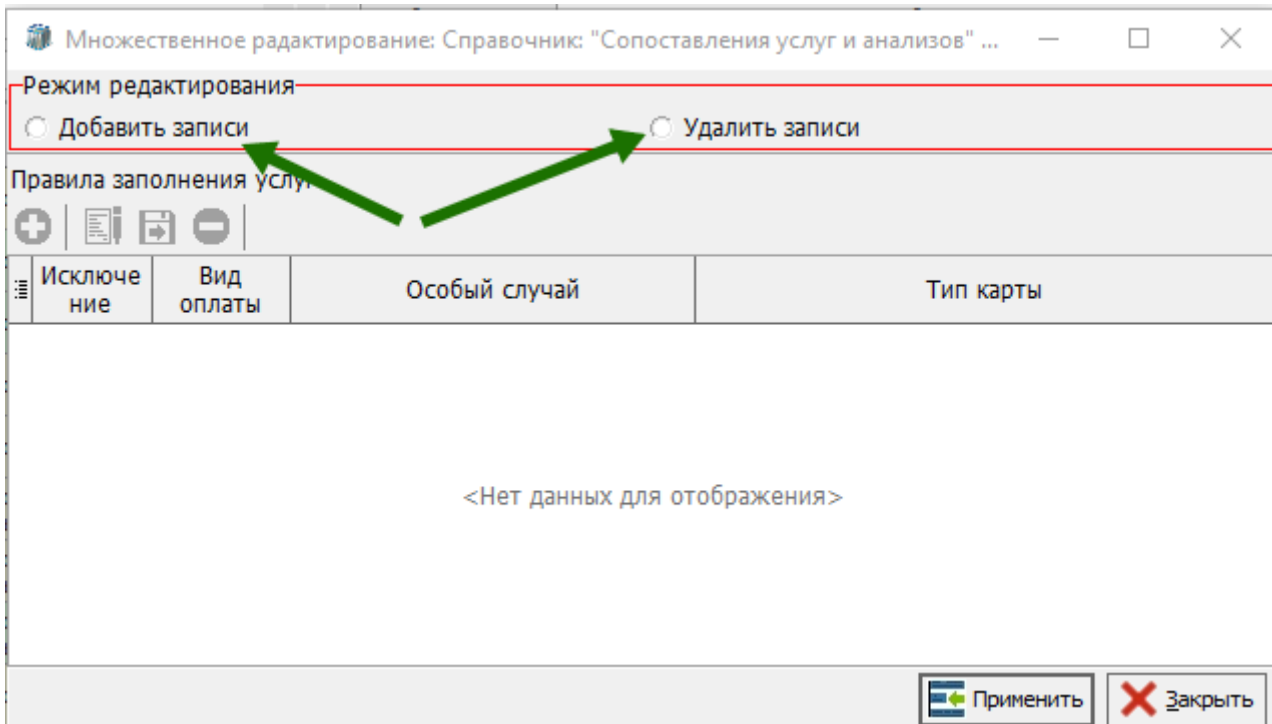 Множественное радактирование: Справочник: "Сопоставления услуг и анализов" ...
Режим редактирования
Добавить записи
Удалить записи
Правила заполнения услуг
Исключе
ние
Вид
оплаты
Особый случай
Тип карты
<Нет данных для отображения>
Применить
Закрыть